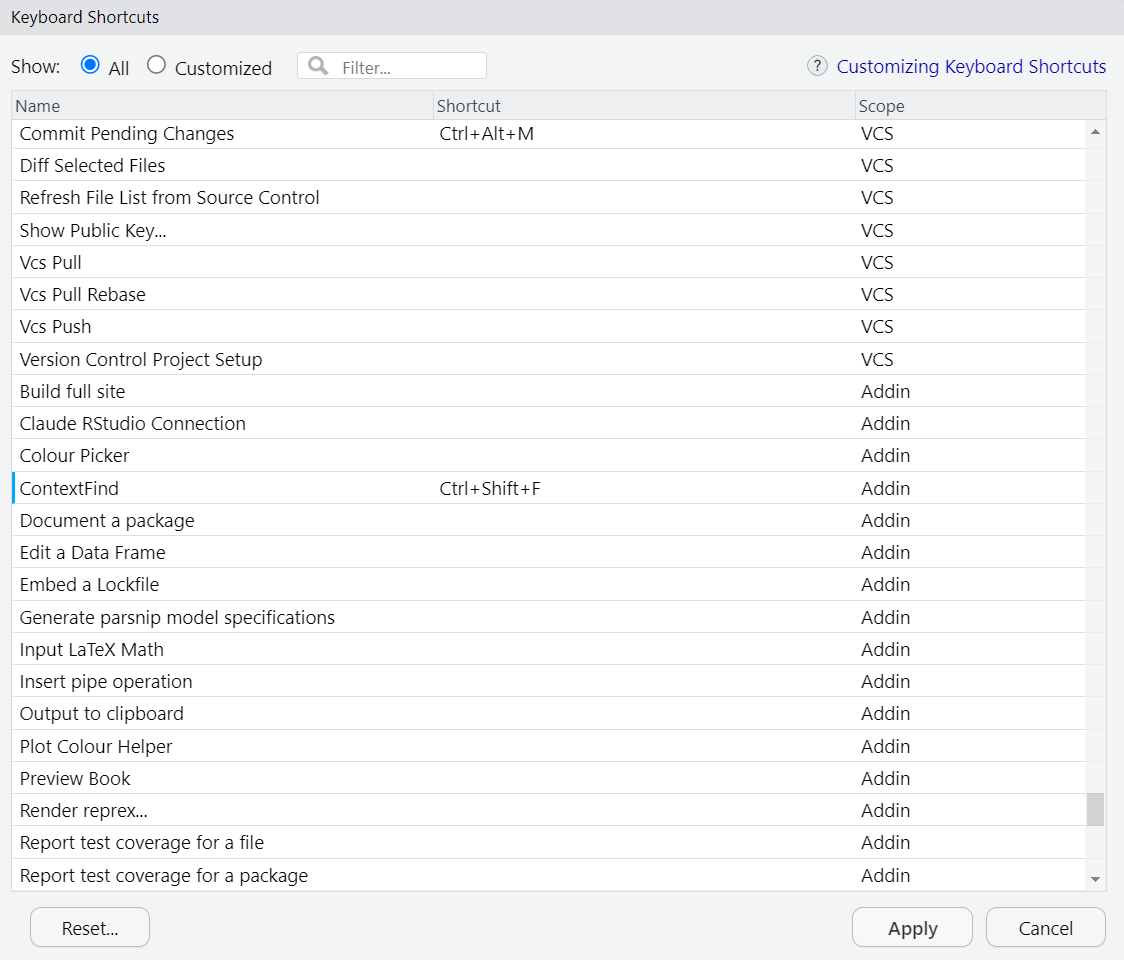 Keyboard Shortcuts
Show: All Customized Filter... ? Customizing Keyboard Shortcuts
Name Shortcut Scope
Commit Pending Changes Ctrl+Alt+M VCS
Diff Selected Files VCS
Refresh File List from Source Control VCS
Show Public Key... VCS
Vcs Pull VCS
Vcs Pull Rebase VCS
Vcs Push VCS
Version Control Project Setup VCS
Build full site Addin
Claude RStudio Connection Addin
Colour Picker Addin
ContextFind Ctrl+Shift+F Addin
Document a package Addin
Edit a Data Frame Addin
Embed a Lockfile Addin
Generate parsnip model specifications Addin
Input LaTeX Math Addin
Insert pipe operation Addin
Output to clipboard Addin
Plot Colour Helper Addin
Preview Book Addin
Render reprex... Addin
Report test coverage for a file Addin
Report test coverage for a package Addin
Reset... Apply Cancel